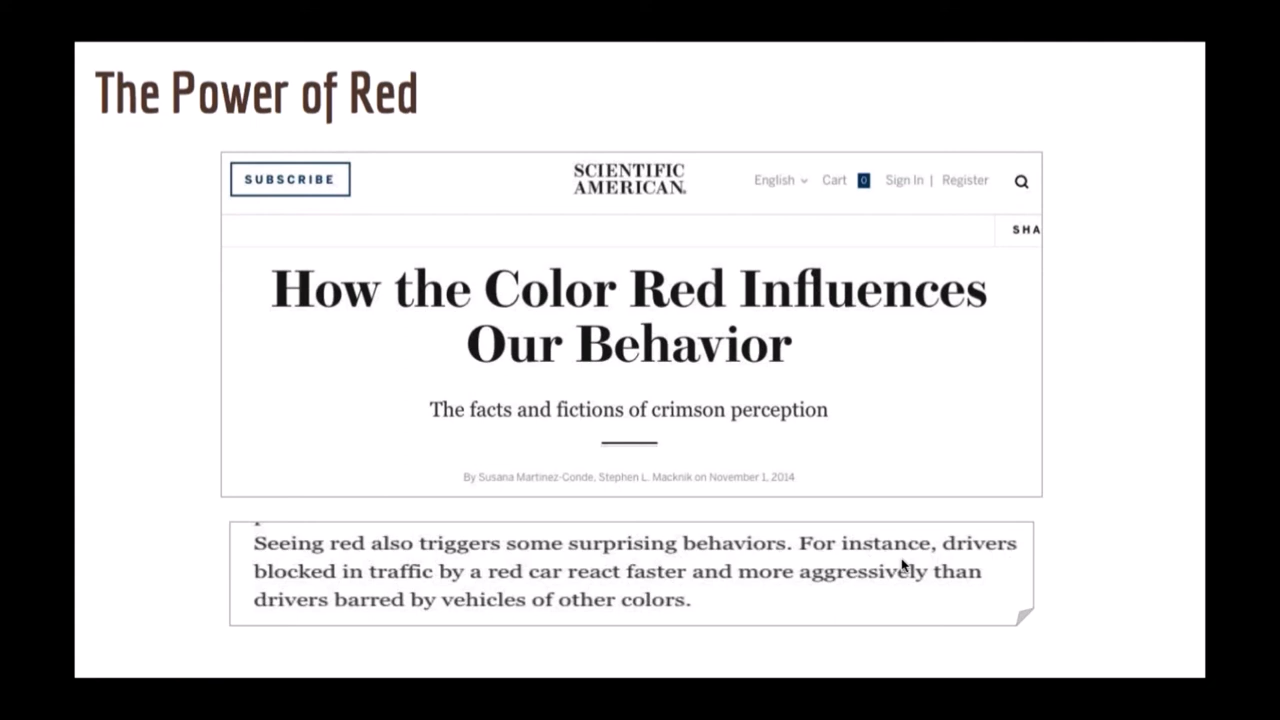 The Power of Red
SUBSCRIBE
SCIENTIFIC
AMERICAN.
English
Cart 0
Sign In | Register
SHA
How the Color Red Influences
Our Behavior
The facts and fictions of crimson perception
By Susana Martinez-Conde, Stephen L. Macknik on November 1, 2014
Seeing red also triggers some surprising behaviors. For instance, drivers
blocked in traffic by a red car react faster and more aggressively than
drivers barred by vehicles of other colors.